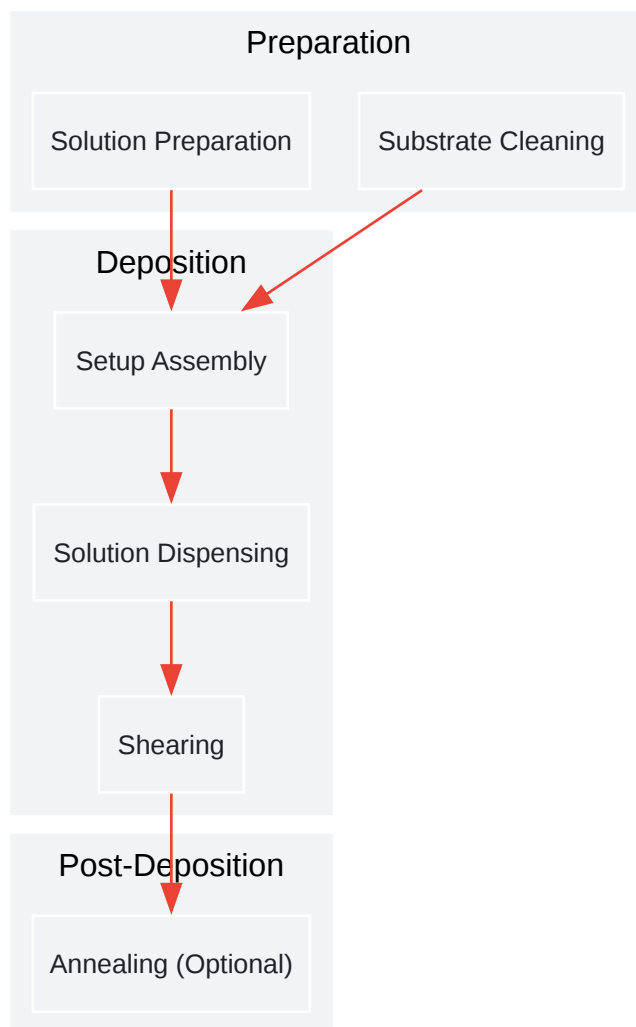 Preparation
Solution Preparation
Substrate Cleaning
Deposition
Setup Assembly
Solution Dispensing
Shearing
Post-Deposition
Annealing (Optional)